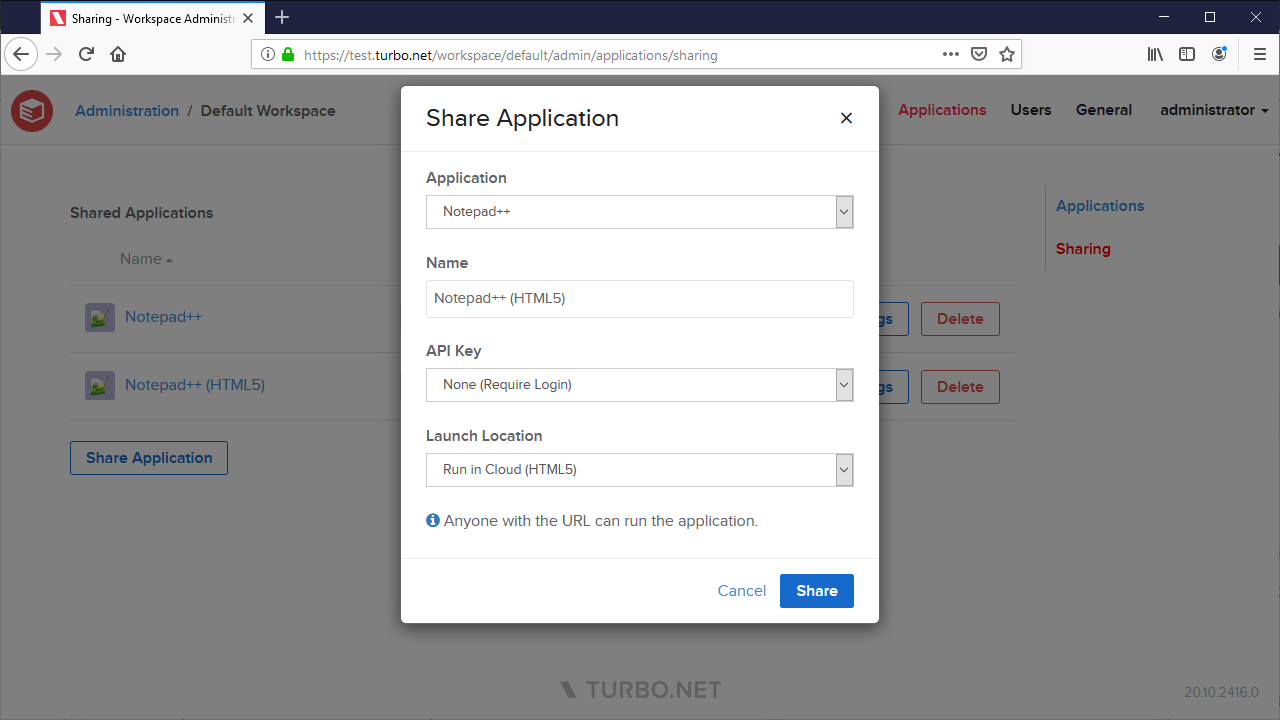 Sharing - Workspace Administr
https://test.turbo.net/workspace/default/admin/applications/sharing
Administration / Default Workspace
Applications Users General administrator
Share Application
Application
Notepad++
Name
Notepad++ (HTML5)
API Key
None (Require Login)
Launch Location
Run in Cloud (HTML5)
Anyone with the URL can run the application.
Cancel Share
Shared Applications
Name
Notepad++ gs Delete
Notepad++ (HTML5) gs Delete
Share Application
Applications
Sharing
TURBO.NET
20.10.2416.0